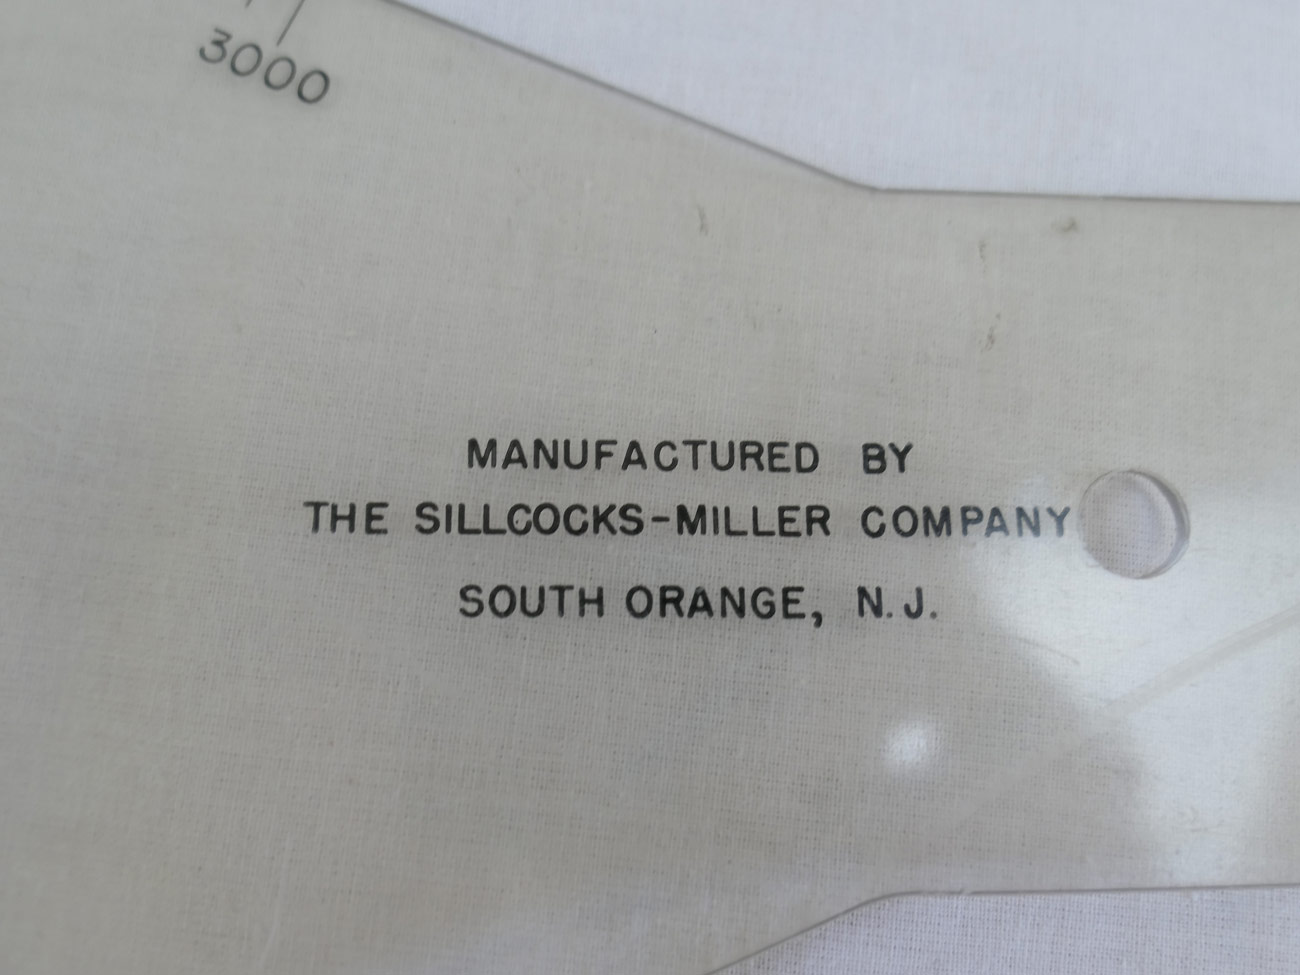 3000
MANUFACTURED BY
THE SILLCOCKS-MILLER COMPANY
SOUTH ORANGE, N.J.